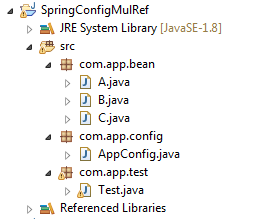 SpringConfigMulRef
JRE System Library [JavaSE-1.8]
src
com.app.bean
A.java
B.java
C.java
com.app.config
AppConfig.java
com.app.test
Test.java
Referenced Libraries